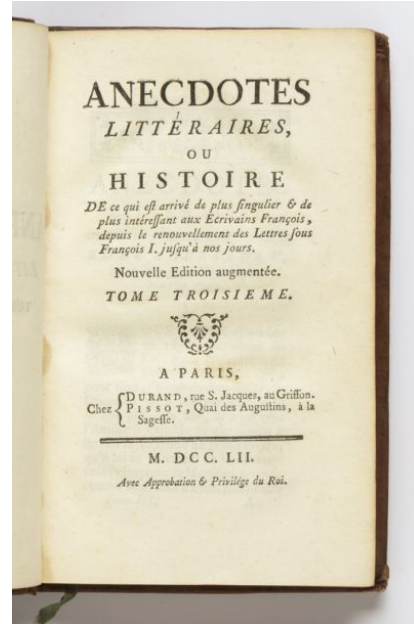 ANECDOTES
LITTÉRAIRES,
OU
HISTOIRE
DE ce qui eſt arrivé de plus ſingulier & de
plus intéreſſant aux Ecrivains François,
depuis le renouvellement des Lettres ſous
François I. juſqu'à nos jours.
Nouvelle Edition augmentée.
TOME TROISIEME.
A PARIS,
Chez { DURAND, rue S. Jacques, au Griffon.
PISSOT, Quai des Auguſtins, à la
Sageſſe.
M. DCC. LII.
Avec Approbation & Privilége du Roi.